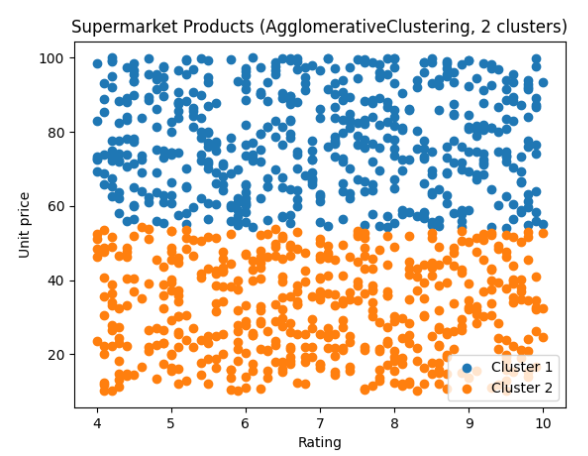 Supermarket Products (AgglomerativeClustering, 2 clusters)
100
80
60
40
20
Unit price
4 5 6 7 8 9 10
Rating
Cluster 1
Cluster 2